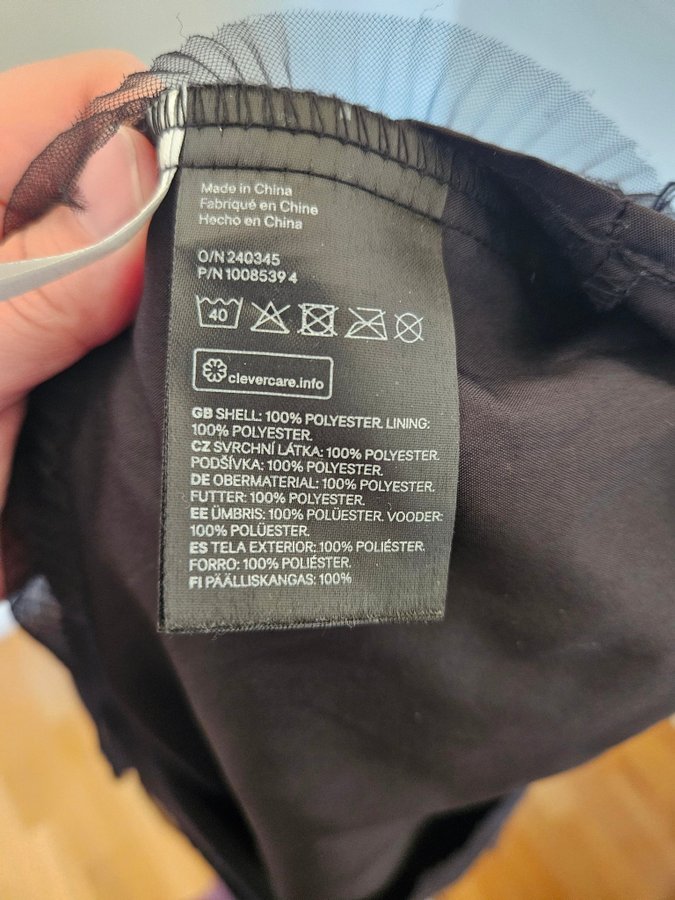 Made in China
Fabriqué en Chine
Hecho en China
O/N 240345
P/N 1008539 4
40
clevercare.info
GB SHELL: 100% POLYESTER. LINING:
100% POLYESTER.
CZ SVRCHNÍ LÁTKA: 100% POLYESTER.
PODŠÍVKA: 100% POLYESTER.
DE OBERMATERIAL: 100% POLYESTER.
FUTTER: 100% POLYESTER.
EE ÜMBRIS: 100% POLÜESTER. VOODER:
100% POLÜESTER.
ES TELA EXTERIOR: 100% POLIÉSTER.
FORRO: 100% POLIÉSTER.
FI PÄÄLLISKANGAS: 100%